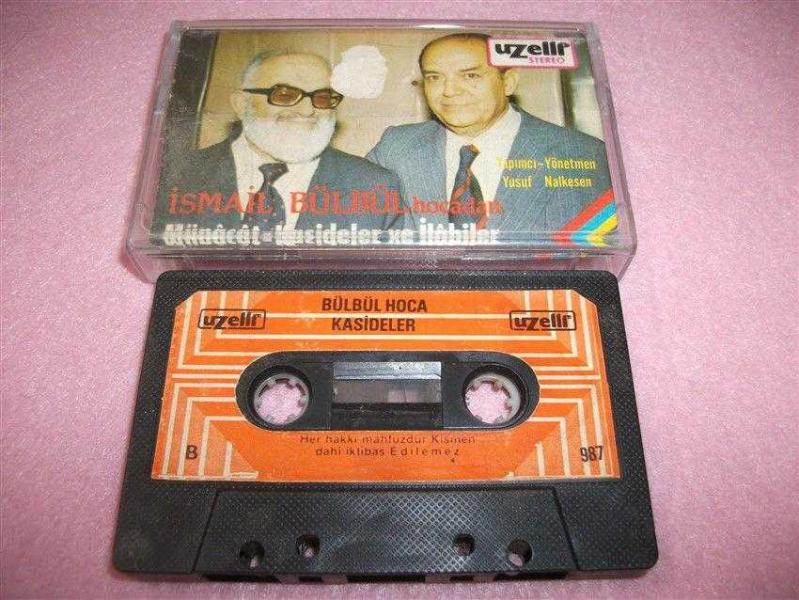 uzelli
STEREO
Yapımcı-Yönetmen
Yusuf Nalkesen
İSMAİL BÜLBÜL hocadan
Münâcât-Kasideler ve İlâhiler
BÜLBÜL HOCA
KASİDELER
uzelli
uzelli
Her hakkı mahfuzdur Kısmen
dahi iktibas Edilemez
B
987